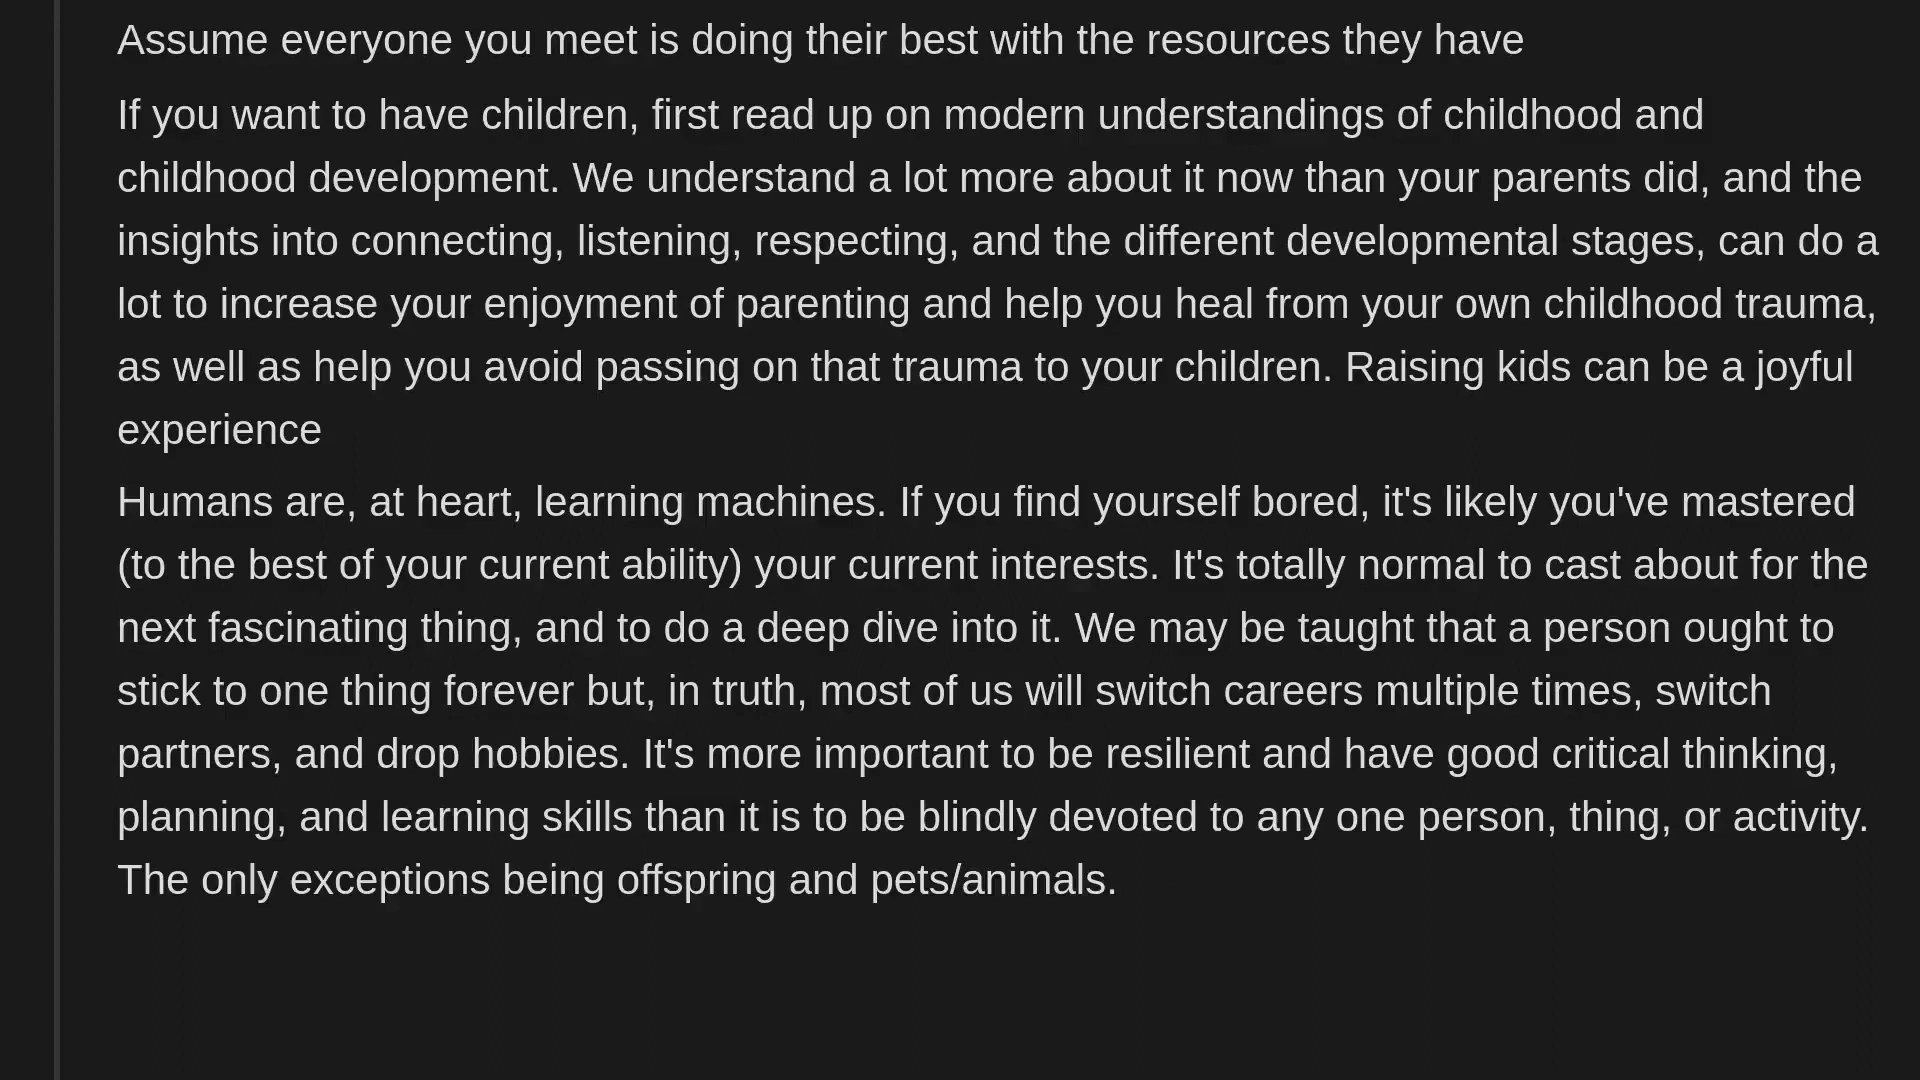 Assume everyone you meet is doing their best with the resources they have
If you want to have children, first read up on modern understandings of childhood and
childhood development. We understand a lot more about it now than your parents did, and the
insights into connecting, listening, respecting, and the different developmental stages, can do a
lot to increase your enjoyment of parenting and help you heal from your own childhood trauma,
as well as help you avoid passing on that trauma to your children. Raising kids can be a joyful
experience
Humans are, at heart, learning machines. If you find yourself bored, it's likely you've mastered
(to the best of your current ability) your current interests. It's totally normal to cast about for the
next fascinating thing, and to do a deep dive into it. We may be taught that a person ought to
stick to one thing forever but, in truth, most of us will switch careers multiple times, switch
partners, and drop hobbies. It's more important to be resilient and have good critical thinking,
planning, and learning skills than it is to be blindly devoted to any one person, thing, or activity.
The only exceptions being offspring and pets/animals.